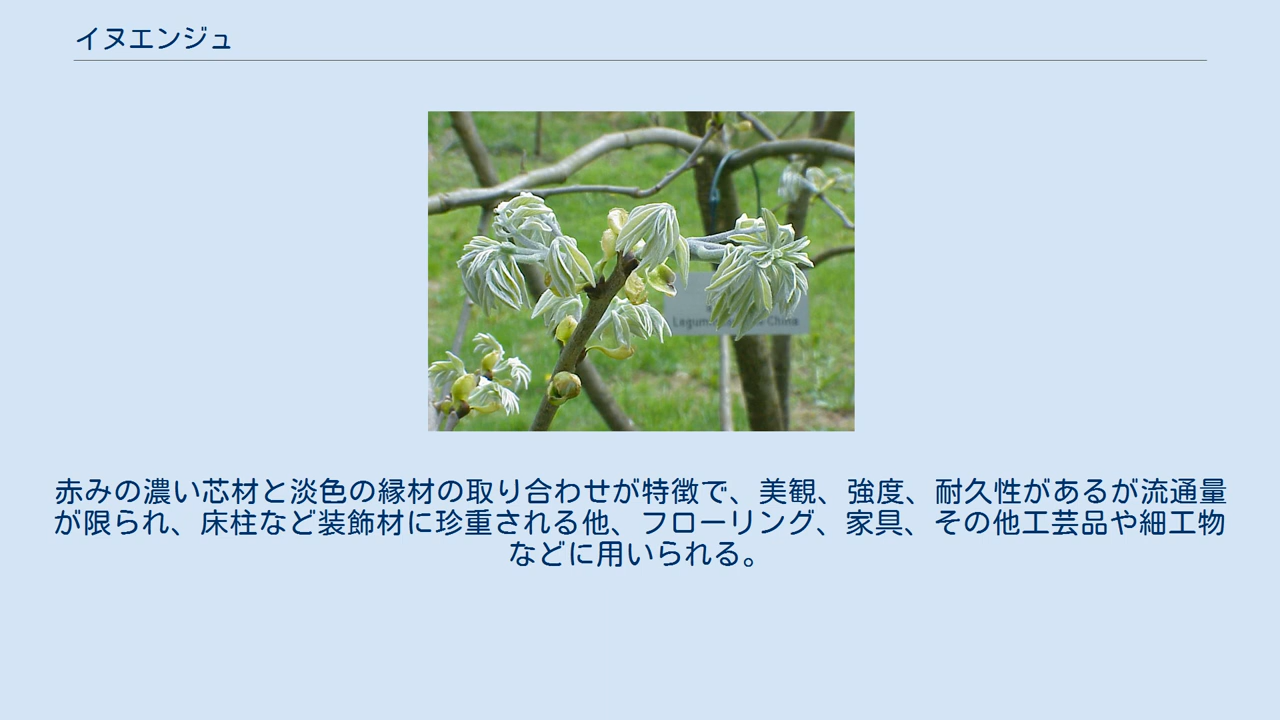 イヌエンジュ
China
赤みの濃い芯材と淡色の縁材の取り合わせが特徴で、美観、強度、耐久性があるが流通量
が限られ、床柱など装飾材に珍重される他、フローリング、家具、その他工芸品や細工物
などに用いられる。